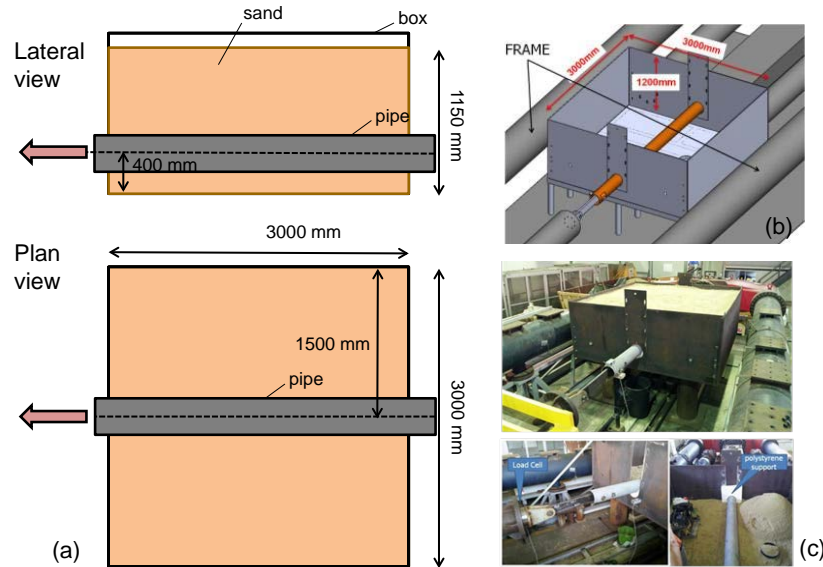 sand
box
Lateral
view
pipe
400 mm
1150 mm
3000 mm
Plan
view
1500 mm
pipe
3000 mm
(a)
FRAME
3000mm
3000mm
1200mm
(b)
Load Cell
polystyrene
support
(c)